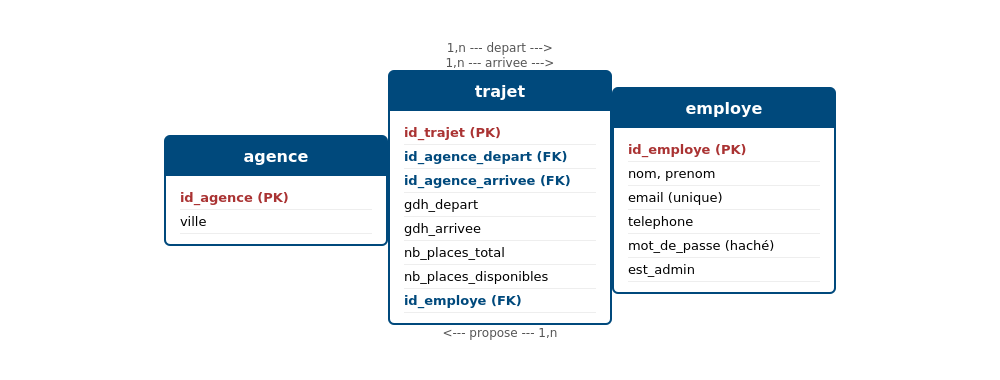 1,n --- depart --->
1,n --- arrivee --->
agence
id_agence (PK)
ville
trajet
id_trajet (PK)
id_agence_depart (FK)
id_agence_arrivee (FK)
gdh_depart
gdh_arrivee
nb_places_total
nb_places_disponibles
id_employe (FK)
<--- propose --- 1,n
employe
id_employe (PK)
nom, prenom
email (unique)
telephone
mot_de_passe (haché)
est_admin